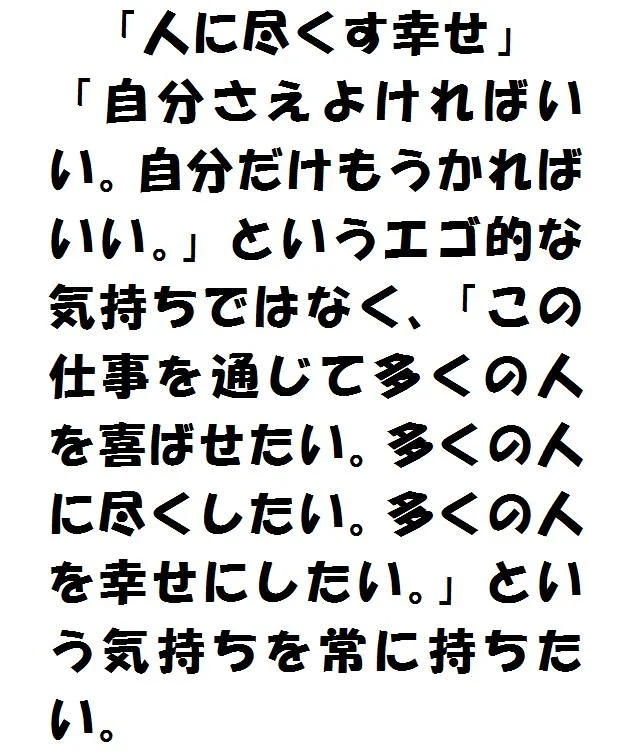 「人に尽くす幸せ」
「自分さえよければい
い。自分だけもうかれば
いい。」というエゴ的な
気持ちではなく、「この
仕事を通じて多くの人
を喜ばせたい。多くの人
に尽くしたい。多くの人
を幸せにしたい。」とい
う気持ちを常に持ちた
い。